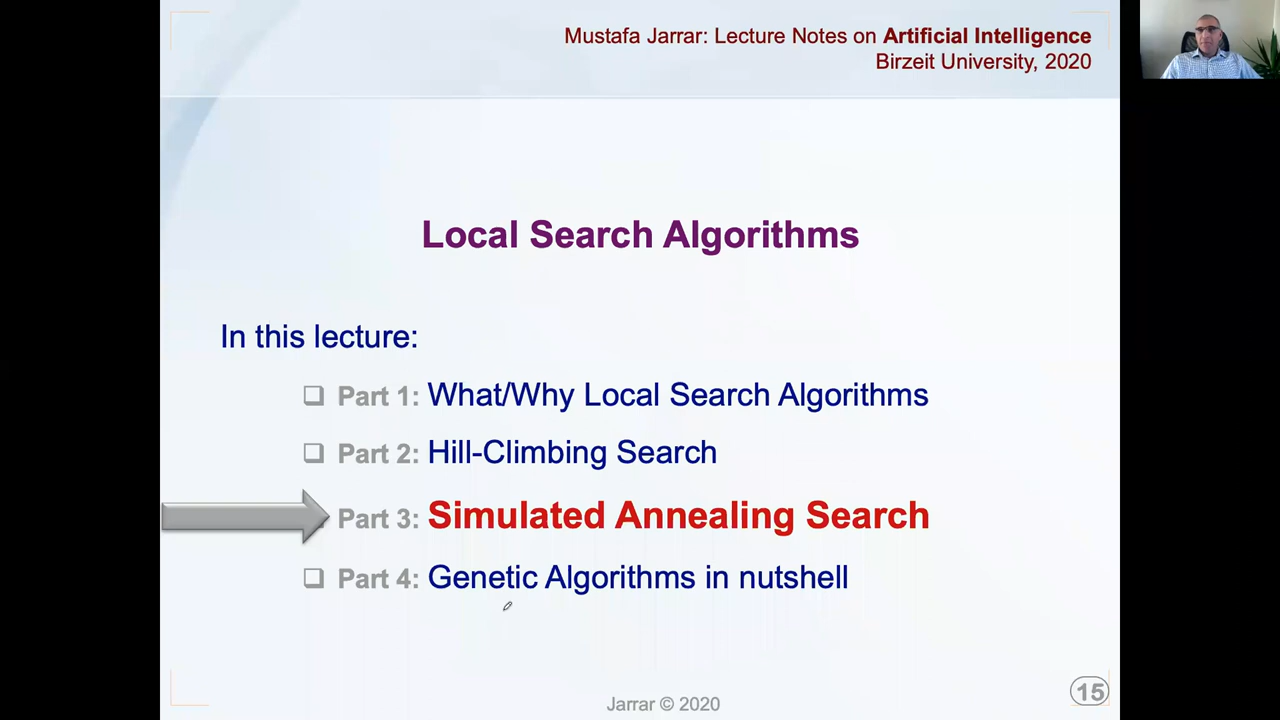 Mustafa Jarrar: Lecture Notes on Artificial Intelligence
Birzeit University, 2020
Local Search Algorithms
In this lecture:
Part 1: What/Why Local Search Algorithms
Part 2: Hill-Climbing Search
Part 3: Simulated Annealing Search
Part 4: Genetic Algorithms in nutshell
Jarrar © 2020
15